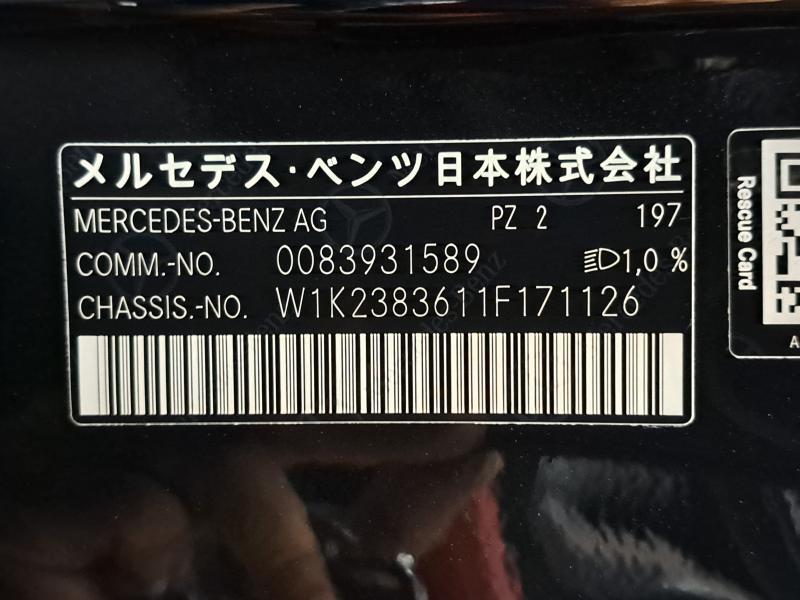 メルセデス・ベンツ日本株式会社
MERCEDES-BENZ AG PZ 2 197
COMM.-NO. 0083931589 1,0 %
CHASSIS.-NO. W1K2383611F171126
Rescue Card
A